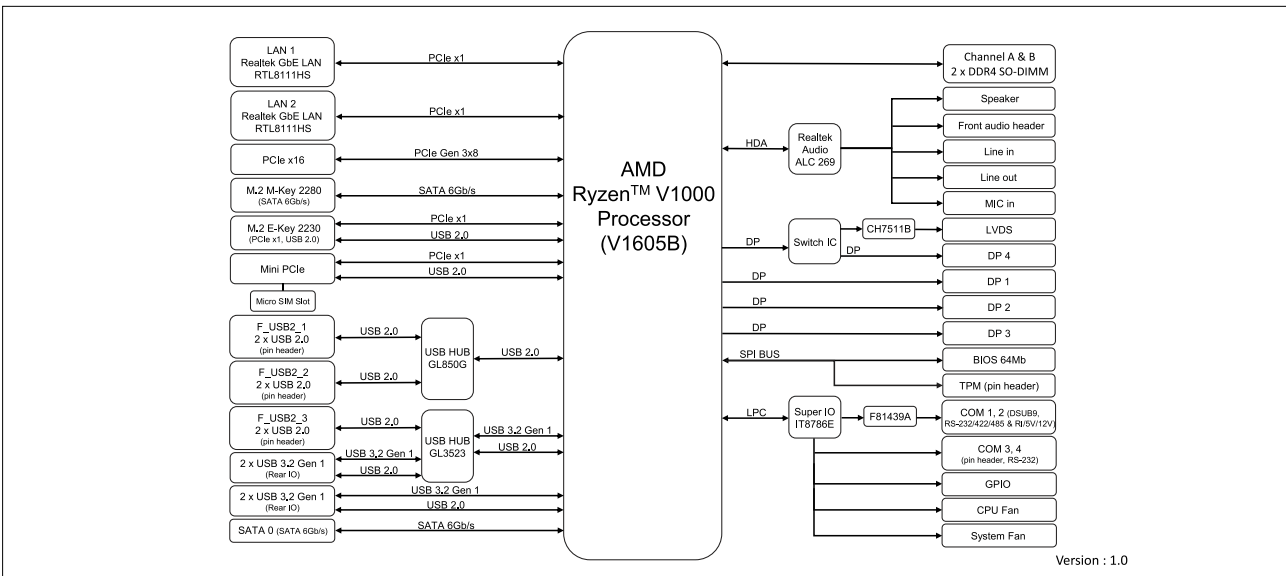 LAN 1
Realtek GbE LAN
RTL8111HS
PCIe x1
LAN 2
Realtek GbE LAN
RTL8111HS
PCIe x1
PCIe x16
PCIe Gen 3x8
M.2 M-Key 2280
(SATA 6Gb/s)
SATA 6Gb/s
M.2 E-Key 2230
(PCIe x1, USB 2.0)
PCIe x1
USB 2.0
Mini PCIe
PCIe x1
USB 2.0
Micro SIM Slot
F_USB2_1
2 x USB 2.0
(pin header)
USB 2.0
F_USB2_2
2 x USB 2.0
(pin header)
USB 2.0
USB HUB
GL850G
USB 2.0
F_USB2_3
2 x USB 2.0
(pin header)
USB 2.0
2 x USB 3.2 Gen 1
(Rear IO)
USB 3.2 Gen 1
USB 2.0
USB HUB
GL3523
USB 3.2 Gen 1
USB 2.0
2 x USB 3.2 Gen 1
(Rear IO)
USB 3.2 Gen 1
USB 2.0
SATA 0 (SATA 6Gb/s)
SATA 6Gb/s
AMD
Ryzen™ V1000
Processor
(V1605B)
Channel A & B
2 x DDR4 SO-DIMM
HDA
Realtek
Audio
ALC 269
Speaker
Front audio header
Line in
Line out
MIC in
DP
Switch IC
CH7511B
LVDS
DP
DP 4
DP
DP 1
DP
DP 2
DP
DP 3
SPI BUS
BIOS 64Mb
TPM (pin header)
LPC
Super IO
IT8786E
F81439A
COM 1, 2 (DSUB9,
RS-232/422/485 & RI/5V/12V)
COM 3, 4
(pin header, RS-232)
GPIO
CPU Fan
System Fan
Version : 1.0